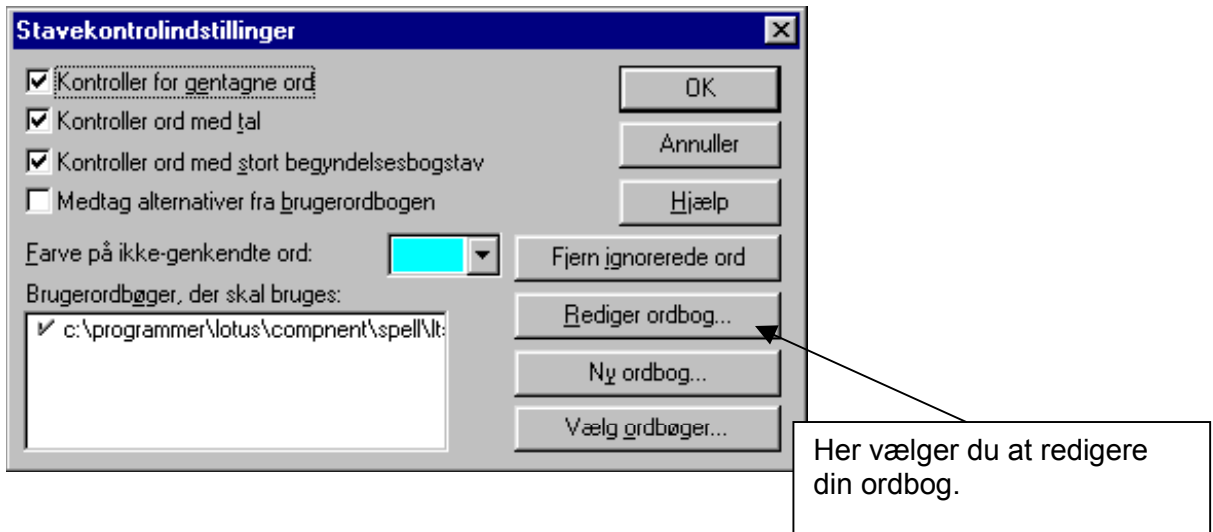 Stavekontrolindstillinger
Kontroller for gentagne ord
Kontroller ord med tal
Kontroller ord med stort begyndelsesbogstav
Medtag alternativer fra brugerordbogen
Farve på ikke-genkendte ord:
Brugerordbøger, der skal bruges:
c:\programmer\lotus\compnent\spell\lt
OK
Annuller
Hjælp
Fjern ignorerede ord
Rediger ordbog...
Ny ordbog...
Vælg ordbøger...
Her vælger du at redigere
din ordbog.